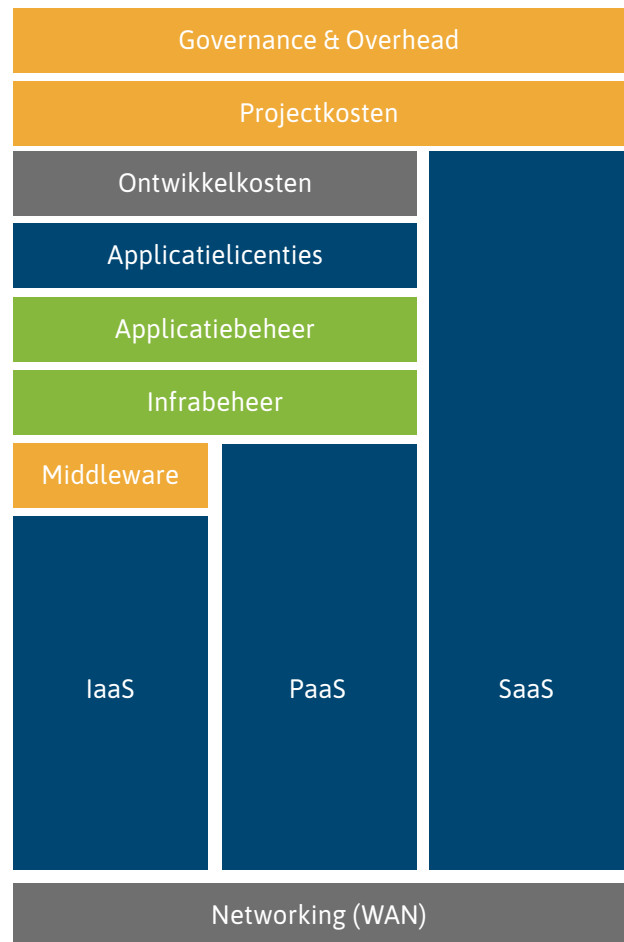 Governance & Overhead
Projectkosten
Ontwikkelkosten
Applicatielicenties
Applicatiebeheer
Infrabeheer
Middleware
IaaS
PaaS
SaaS
Networking (WAN)